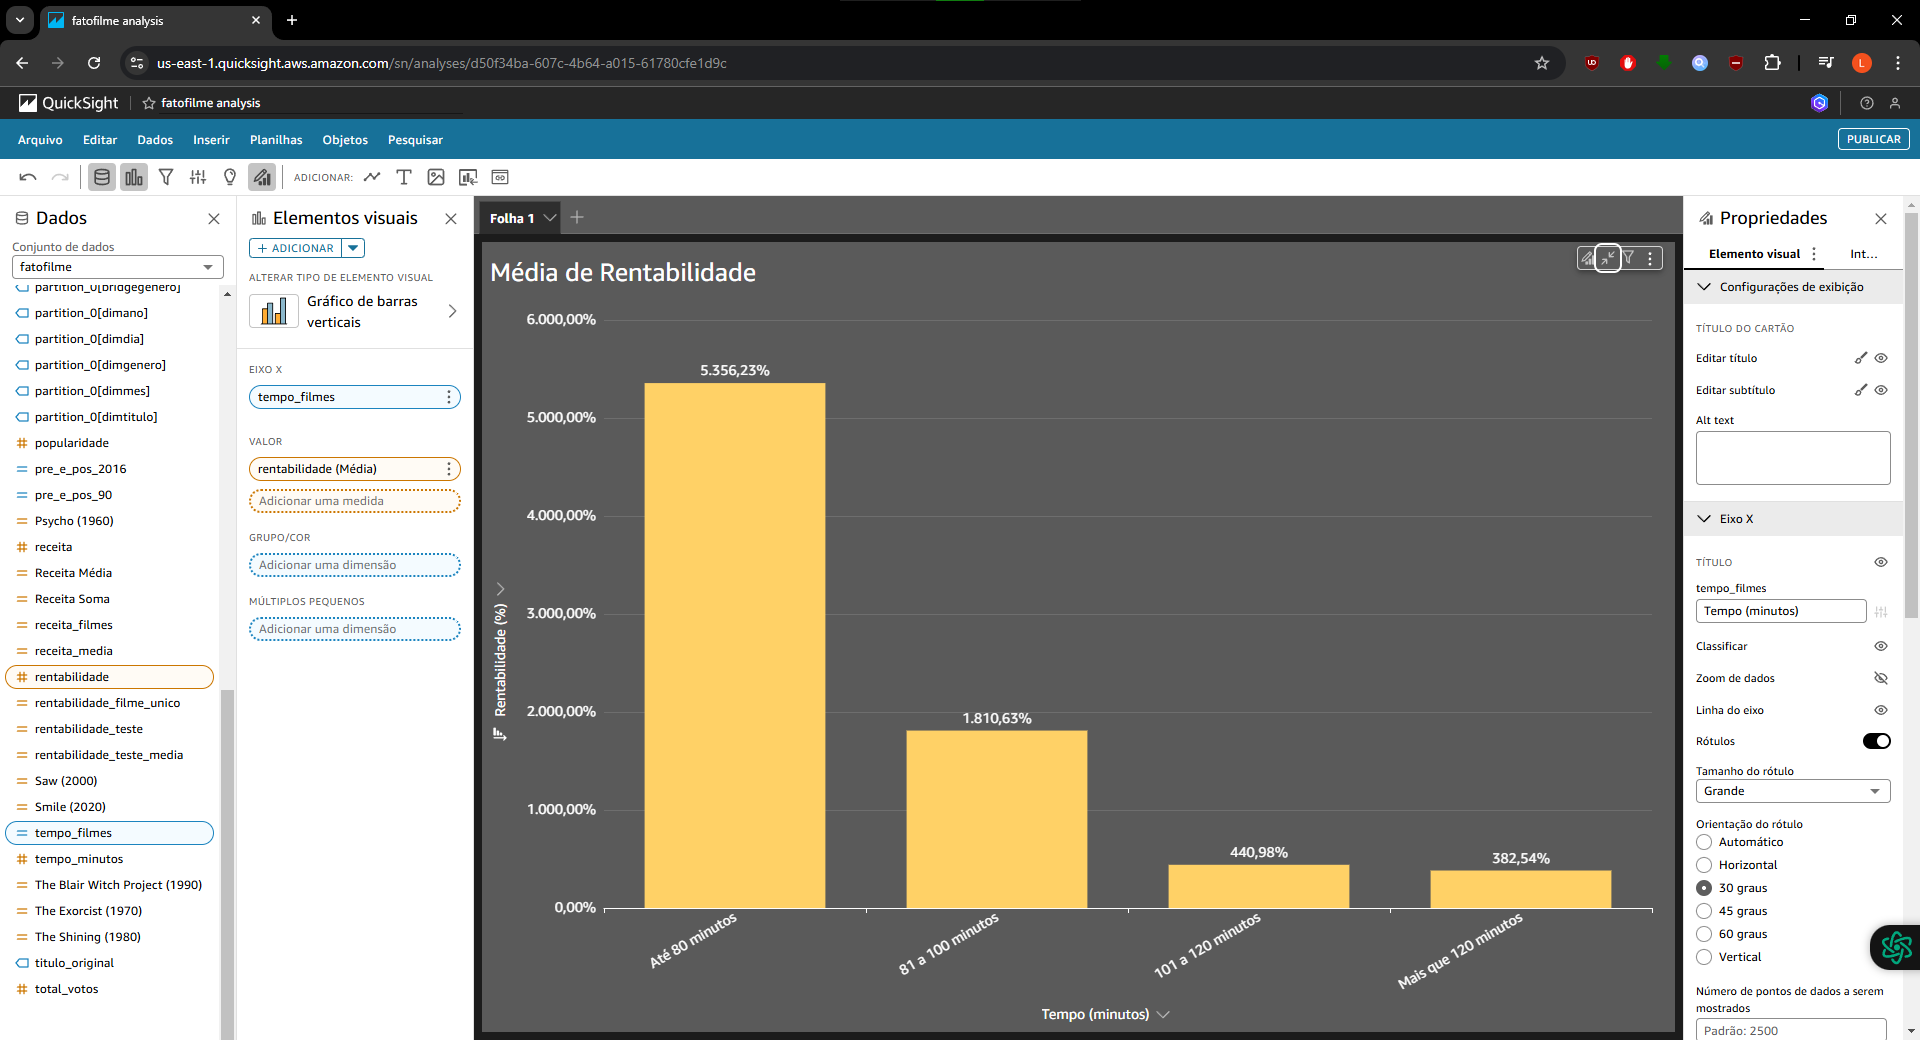 fatofilme analysis
us-east-1.quicksight.aws.amazon.com/sn/analyses/d50f34ba-607c-4b64-a015-61780cfe1d9c
L
QuickSight
fatofilme analysis
Arquivo Editar Dados Inserir Planilhas Objetos Pesquisar
PUBLICAR
ADICIONAR:
Dados
Conjunto de dados
fatofilme
partition_0[bridgegenero]
partition_0[dimano]
partition_0[dimdia]
partition_0[dimgenero]
partition_0[dimmes]
partition_0[dimtitulo]
popularidade
pre_e_pos_2016
pre_e_pos_90
Psycho (1960)
receita
Receita Média
Receita Soma
receita_filmes
receita_media
rentabilidade
rentabilidade_filme_unico
rentabilidade_teste
rentabilidade_teste_media
Saw (2000)
Smile (2020)
tempo_filmes
tempo_minutos
The Blair Witch Project (1990)
The Exorcist (1970)
The Shining (1980)
titulo_original
total_votos
Elementos visuais
+ ADICIONAR
ALTERAR TIPO DE ELEMENTO VISUAL
Gráfico de barras
verticais
EIXO X
tempo_filmes
VALOR
rentabilidade (Média)
Adicionar uma medida
GRUPO/COR
Adicionar uma dimensão
MÚLTIPLOS PEQUENOS
Adicionar uma dimensão
Folha 1
Média de Rentabilidade
6.000,00%
5.000,00%
4.000,00%
3.000,00%
2.000,00%
1.000,00%
0,00%
Rentabilidade (%)
5.356,23%
1.810,63%
440,98%
382,54%
Até 80 minutos
81 a 100 minutos
101 a 120 minutos
Mais que 120 minutos
Tempo (minutos)
Propriedades
Elemento visual
Int...
Configurações de exibição
TÍTULO DO CARTÃO
Editar título
Editar subtítulo
Alt text
Eixo X
TÍTULO
tempo_filmes
Tempo (minutos)
Classificar
Zoom de dados
Linha do eixo
Rótulos
Tamanho do rótulo
Grande
Orientação do rótulo
Automático
Horizontal
30 graus
45 graus
60 graus
Vertical
Número de pontos de dados a serem
mostrados
Padrão: 2500